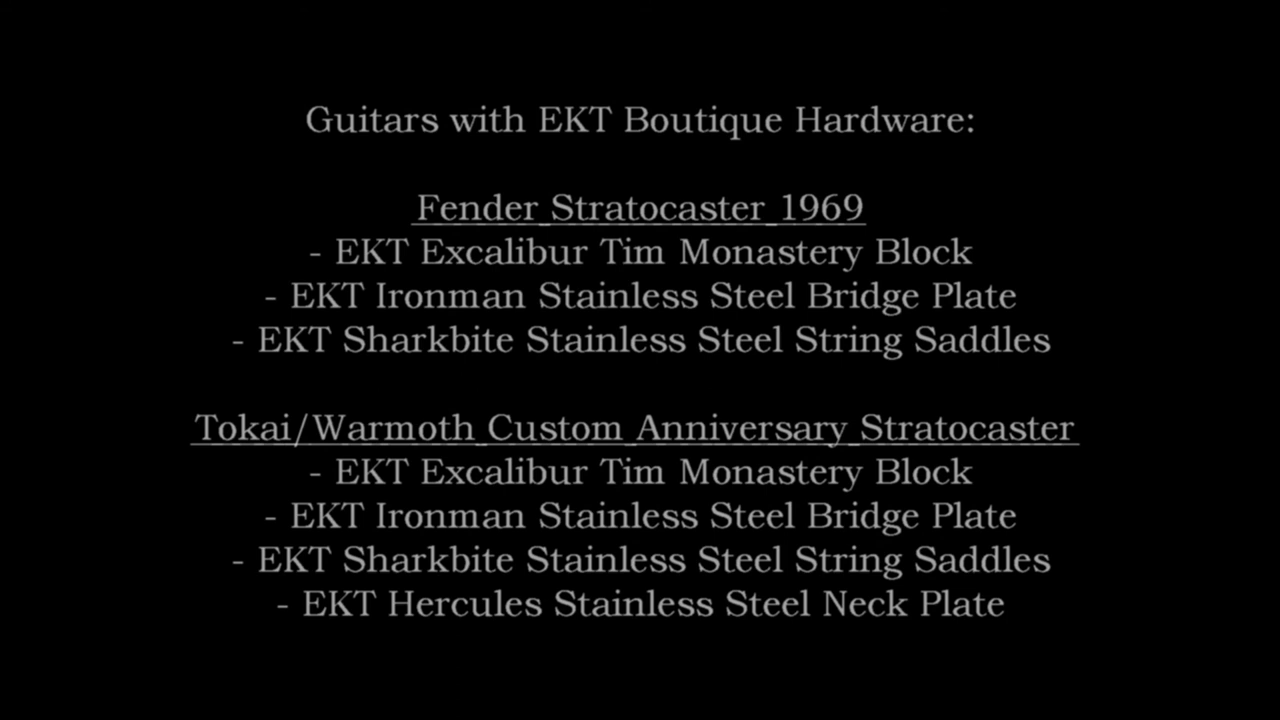 Guitars with EKT Boutique Hardware:
Fender Stratocaster 1969
- EKT Excalibur Tim Monastery Block
- EKT Ironman Stainless Steel Bridge Plate
- EKT Sharkbite Stainless Steel String Saddles
Tokai/Warmoth Custom Anniversary Stratocaster
- EKT Excalibur Tim Monastery Block
- EKT Ironman Stainless Steel Bridge Plate
- EKT Sharkbite Stainless Steel String Saddles
- EKT Hercules Stainless Steel Neck Plate